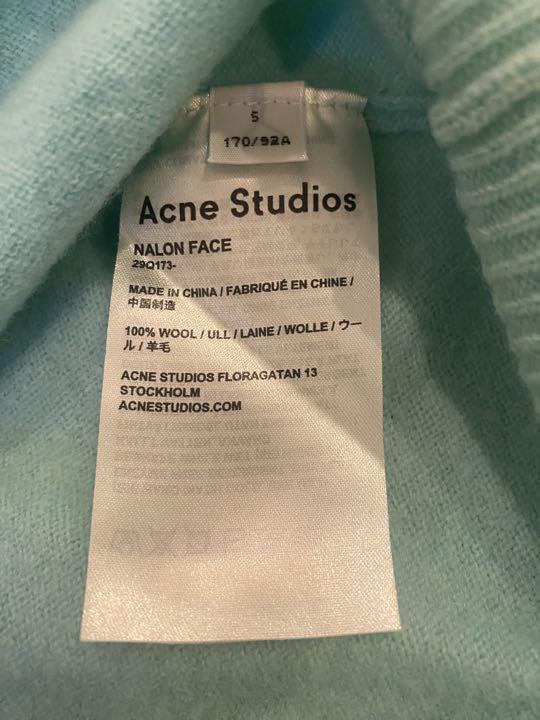 S
170/92A
Acne Studios
NALON FACE
29Q173-
MADE IN CHINA / FABRIQUÉ EN CHINE /
中国制造
100% WOOL / ULL / LAINE / WOLLE / ウー
ル / 羊毛
ACNE STUDIOS FLORAGATAN 13
STOCKHOLM
ACNESTUDIOS.COM